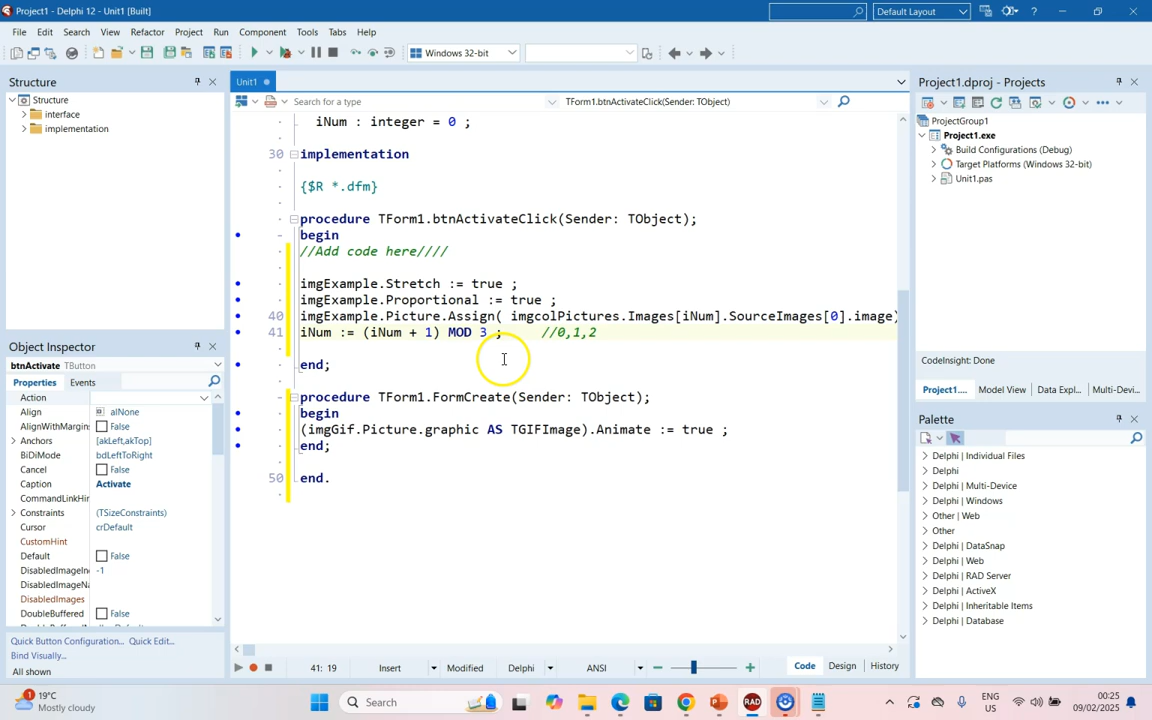 Project1 - Delphi 12 - Unit1 [Built]
Default Layout
File Edit Search View Refactor Project Run Component Tools Tabs Help
Windows 32-bit
Structure
Structure
interface
implementation
Object Inspector
btnActivate TButton
Properties Events
Action
Align alNone
AlignWithMargins False
Anchors [akLeft,akTop]
BiDiMode bdLeftToRight
Cancel False
Caption Activate
CommandLinkHin
Constraints (TSizeConstraints)
Cursor crDefault
CustomHint
Default False
DisabledImageIn -1
DisabledImageNa
DisabledImages
DoubleBuffered False
Quick Button Configuration... Quick Edit...
Bind Visually...
All shown
Unit1
Search for a type
TForm1.btnActivateClick(Sender: TObject)
iNum : integer = 0 ;
30 implementation
{$R *.dfm}
procedure TForm1.btnActivateClick(Sender: TObject);
begin
//Add code here////
imgExample.Stretch := true ;
imgExample.Proportional := true ;
40 imgExample.Picture.Assign( imgcolPictures.Images[iNum].SourceImages[0].image)
41 iNum := (iNum + 1) MOD 3 ; //0,1,2
end;
procedure TForm1.FormCreate(Sender: TObject);
begin
(imgGif.Picture.graphic AS TGIFImage).Animate := true ;
end;
50 end.
41: 19 Insert Modified Delphi ANSI Code Design History
Project1.dproj - Projects
ProjectGroup1
Project1.exe
Build Configurations (Debug)
Target Platforms (Windows 32-bit)
Unit1.pas
CodeInsight: Done
Project1.... Model View Data Expl... Multi-Devi...
Palette
Delphi | Individual Files
Delphi
Delphi | Multi-Device
Delphi | Windows
Other | Web
Other
Delphi | DataSnap
Delphi | Web
Delphi | RAD Server
Delphi | ActiveX
Delphi | Inheritable Items
Delphi | Database
19°C
Mostly cloudy
Search
RAD
ENG
US
00:25
09/02/2025